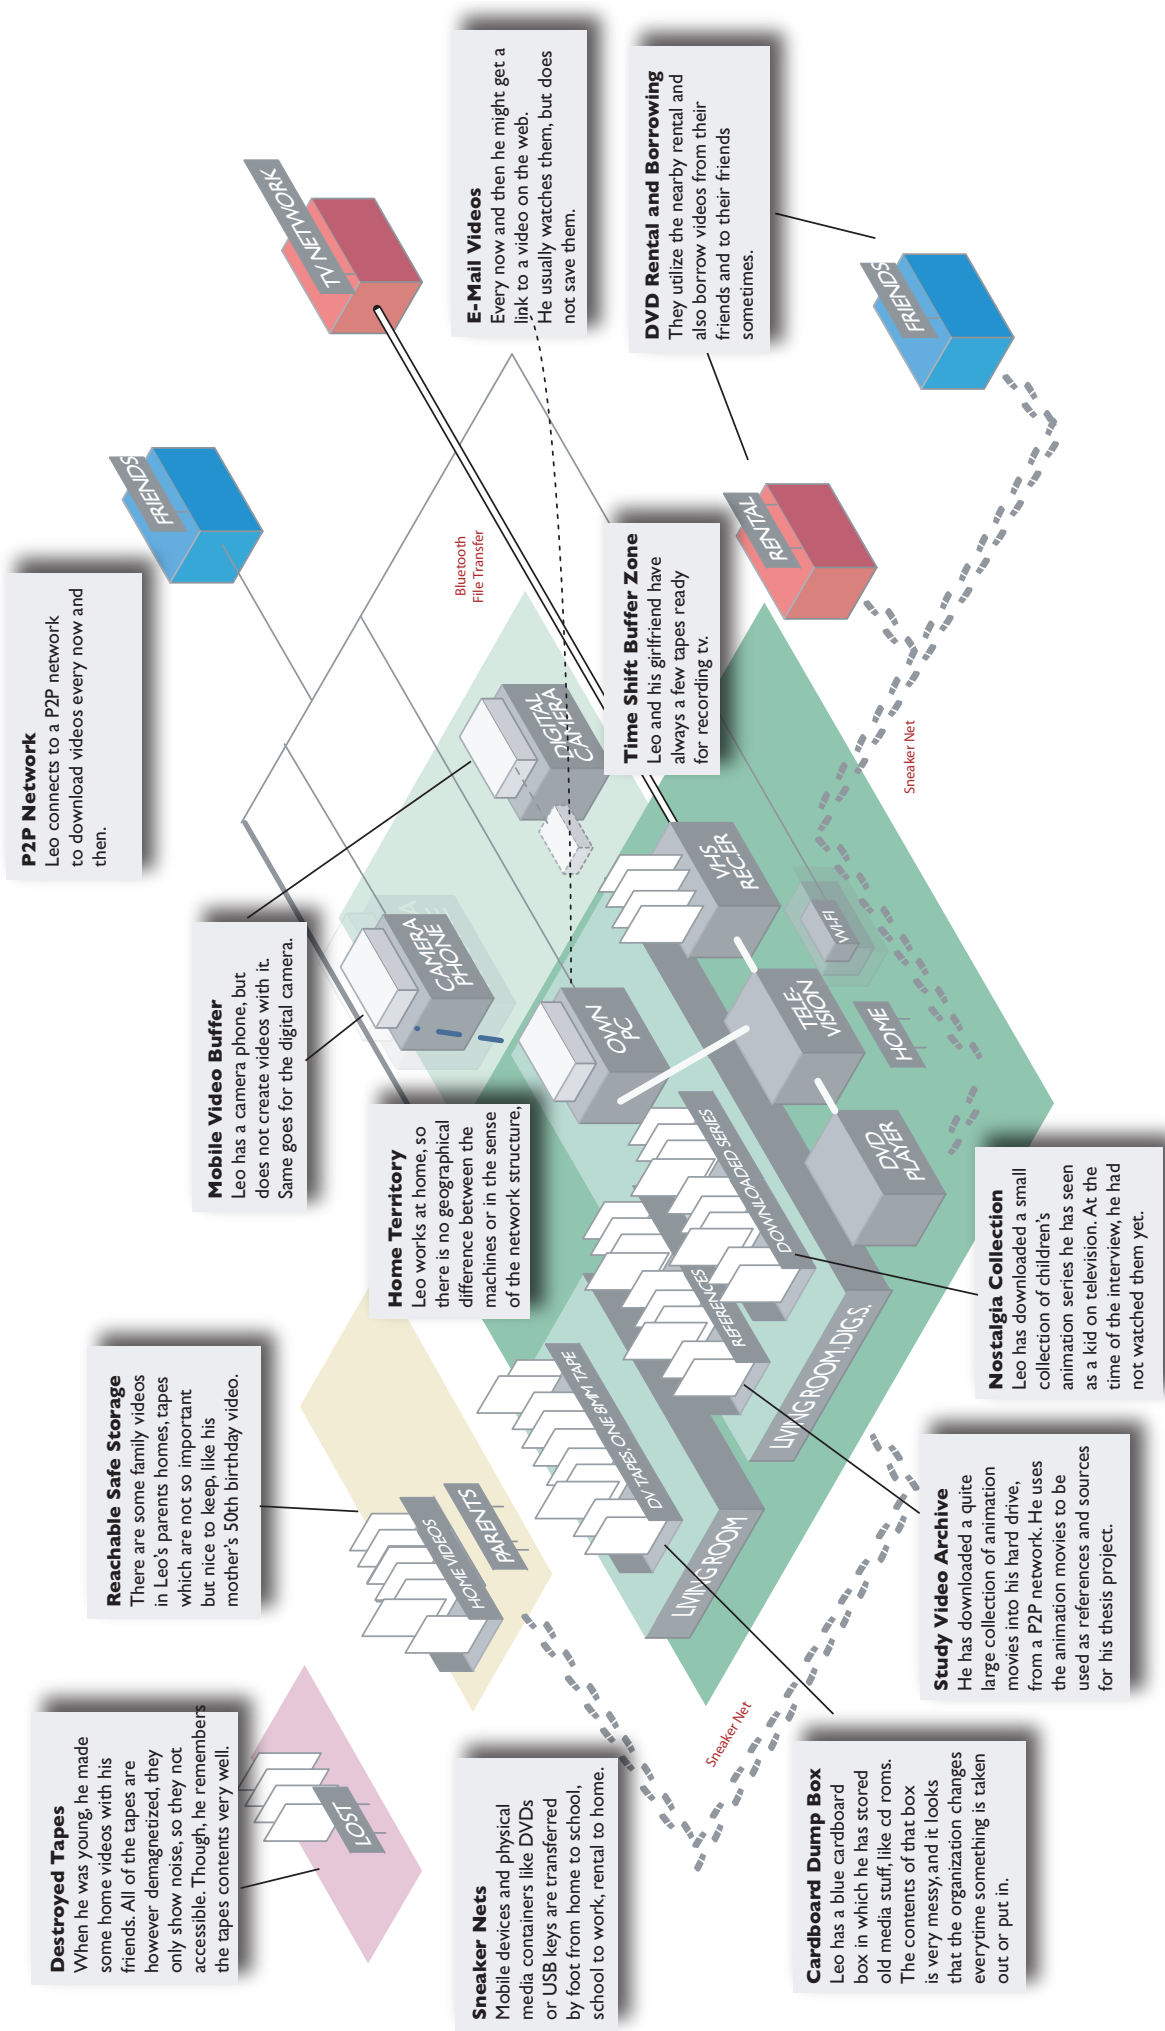 Destroyed Tapes
When he was young, he made
some home videos with his
friends. All of the tapes are
however demagnetized, they
only show noise, so they not
accessible. Though, he remembers
the tapes contents very well.
LOST
Reachable Safe Storage
There are some family videos
in Leo's parents homes, tapes
which are not so important
but nice to keep, like his
mother's 50th birthday video.
HOME VIDEOS
PARENTS
Mobile Video Buffer
Leo has a camera phone, but
does not create videos with it.
Same goes for the digital camera.
P2P Network
Leo connects to a P2P network
to download videos every now and
then.
FRIENDS
TV NETWORK
Home Territory
Leo works at home, so
there is no geographical
difference between the
machines or in the sense
of the network structure,
CAMERA
PHONE
DIGITAL
CAMERA
Bluetooth
File Transfer
E-Mail Videos
Every now and then he might get a
link to a video on the web.
He usually watches them, but does
not save them.
Sneaker Nets
Mobile devices and physical
media containers like DVDs
or USB keys are transferred
by foot from home to school,
school to work, rental to home.
DV TAPES, ONE 8MM TAPE
LIVING ROOM
REFERENCES
DOWNLOADED SERIES
LIVING ROOM, DIG.S.
OWN
PC
Time Shift Buffer Zone
Leo and his girlfriend have
always a few tapes ready
for recording tv.
VHS
REC.ER
TELE-
VISION
DVD
PLAYER
WI-FI
HOME
DVD Rental and Borrowing
They utilize the nearby rental and
also borrow videos from their
friends and to their friends
sometimes.
RENTAL
FRIENDS
Sneaker Net
Sneaker Net
Cardboard Dump Box
Leo has a blue cardboard
box in which he has stored
old media stuff, like cd roms.
The contents of that box
is very messy, and it looks
that the organization changes
everytime something is taken
out or put in.
Study Video Archive
He has downloaded a quite
large collection of animation
movies into his hard drive,
from a P2P network. He uses
the animation movies to be
used as references and sources
for his thesis project.
Nostalgia Collection
Leo has downloaded a small
collection of children's
animation series he has seen
as a kid on television. At the
time of the interview, he had
not watched them yet.